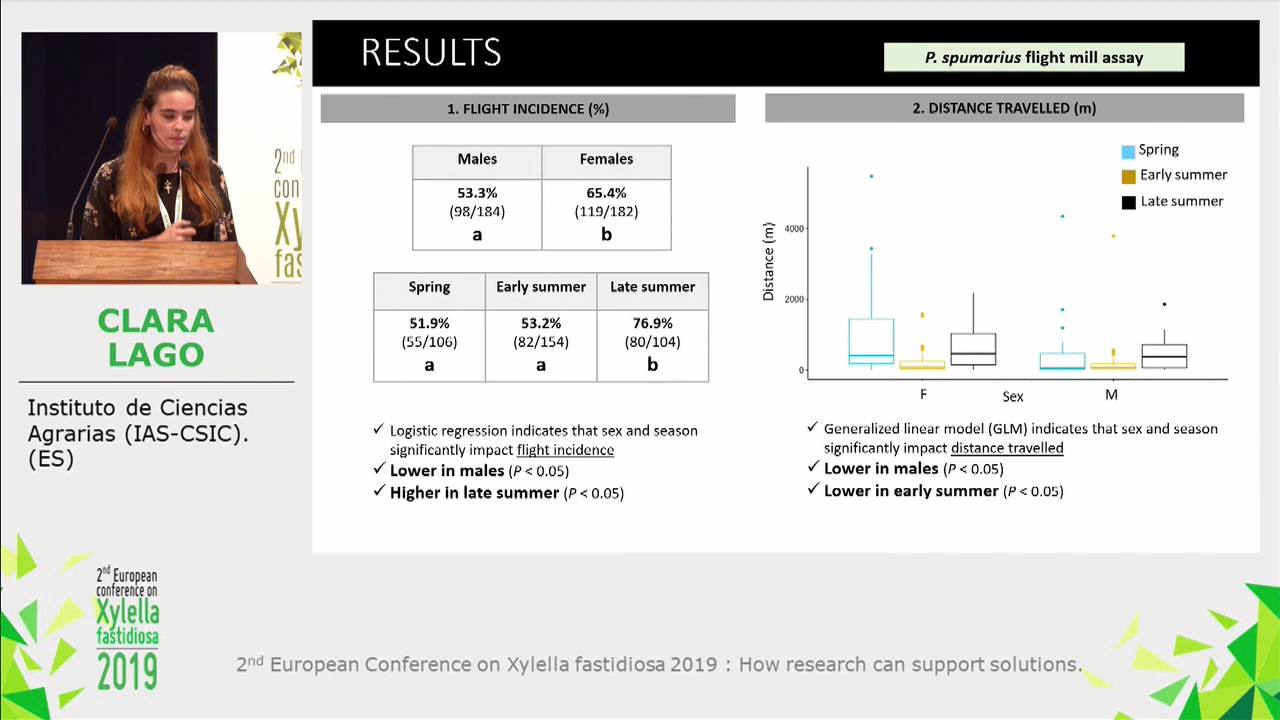 RESULTS
P. spumarius flight mill assay
1. FLIGHT INCIDENCE (%)
Males Females
53.3% 65.4%
(98/184) (119/182)
a b
Spring Early summer Late summer
51.9% 53.2% 76.9%
(55/106) (82/154) (80/104)
a a b
✓ Logistic regression indicates that sex and season
significantly impact flight incidence
✓ Lower in males (P < 0.05)
✓ Higher in late summer (P < 0.05)
2. DISTANCE TRAVELLED (m)
Spring
Early summer
Late summer
Distance (m)
4000
2000
0
F Sex M
✓ Generalized linear model (GLM) indicates that sex and season
significantly impact distance travelled
✓ Lower in males (P < 0.05)
✓ Lower in early summer (P < 0.05)
2nd
con
Xy
fas
CLARA
LAGO
Instituto de Ciencias
Agrarias (IAS-CSIC).
(ES)
2nd European
conference on
Xylella
fastidiosa
2019
2nd European Conference on Xylella fastidiosa 2019 : How research can support solutions.